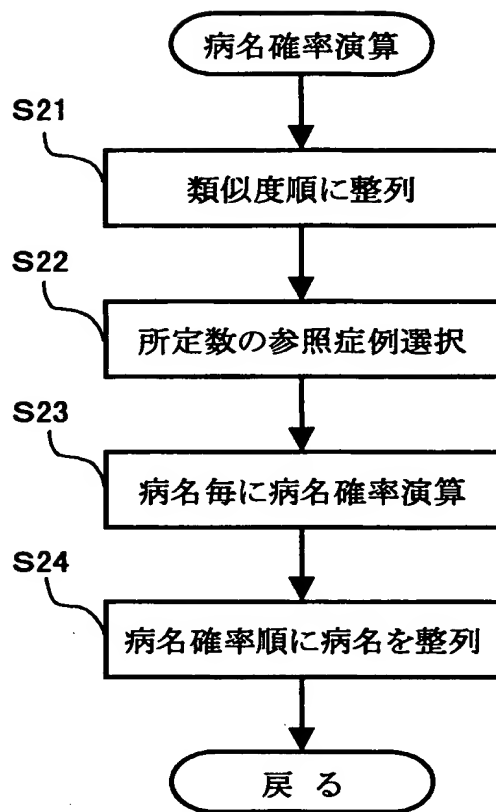 病名確率演算
S21
類似度順に整列
S22
所定数の参照症例選択
S23
病名毎に病名確率演算
S24
病名確率順に病名を整列
戻 る